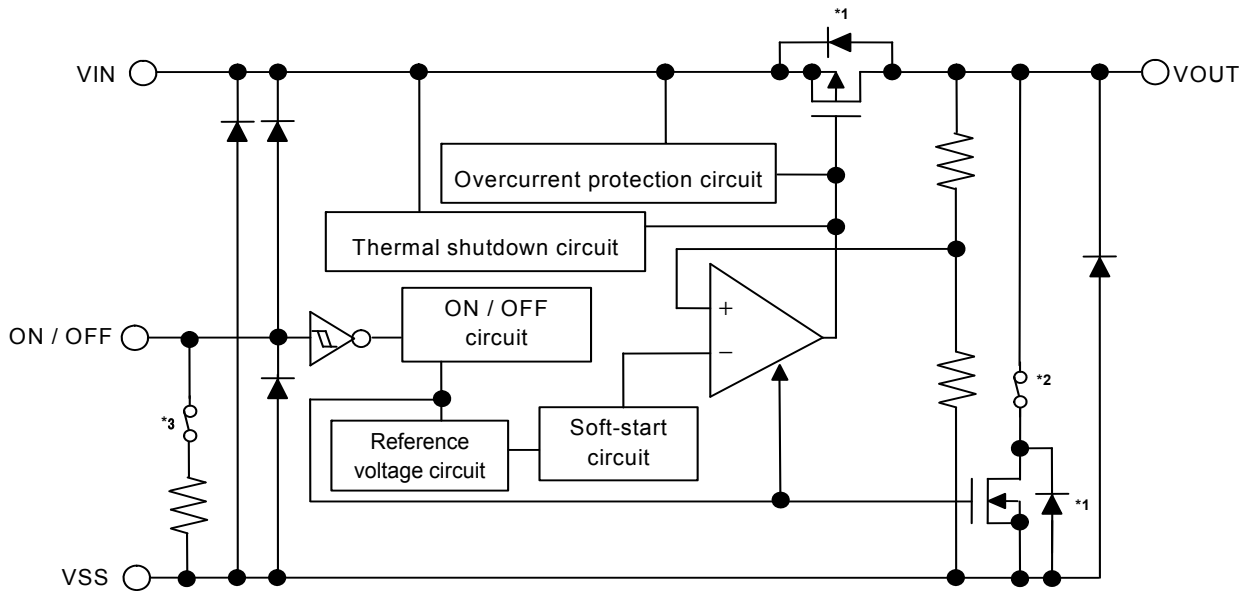 *1
VIN
VOUT
Overcurrent protection circuit
Thermal shutdown circuit
ON / OFF
ON / OFF
circuit
+
−
*2
*3
Reference
voltage circuit
Soft-start
circuit
*1
VSS